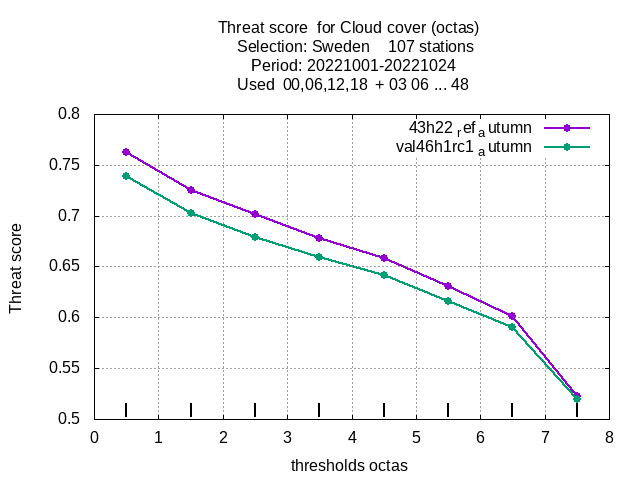 Threat score for Cloud cover (octas)
Selection: Sweden 107 stations
Period: 20221001-20221024
Used 00,06,12,18 + 03 06 ... 48
43h22ᵣefₐutumn
val46h1rc1ₐutumn
0.8
0.75
0.7
0.65
0.6
0.55
0.5
Threat score
0 1 2 3 4 5 6 7 8
thresholds octas